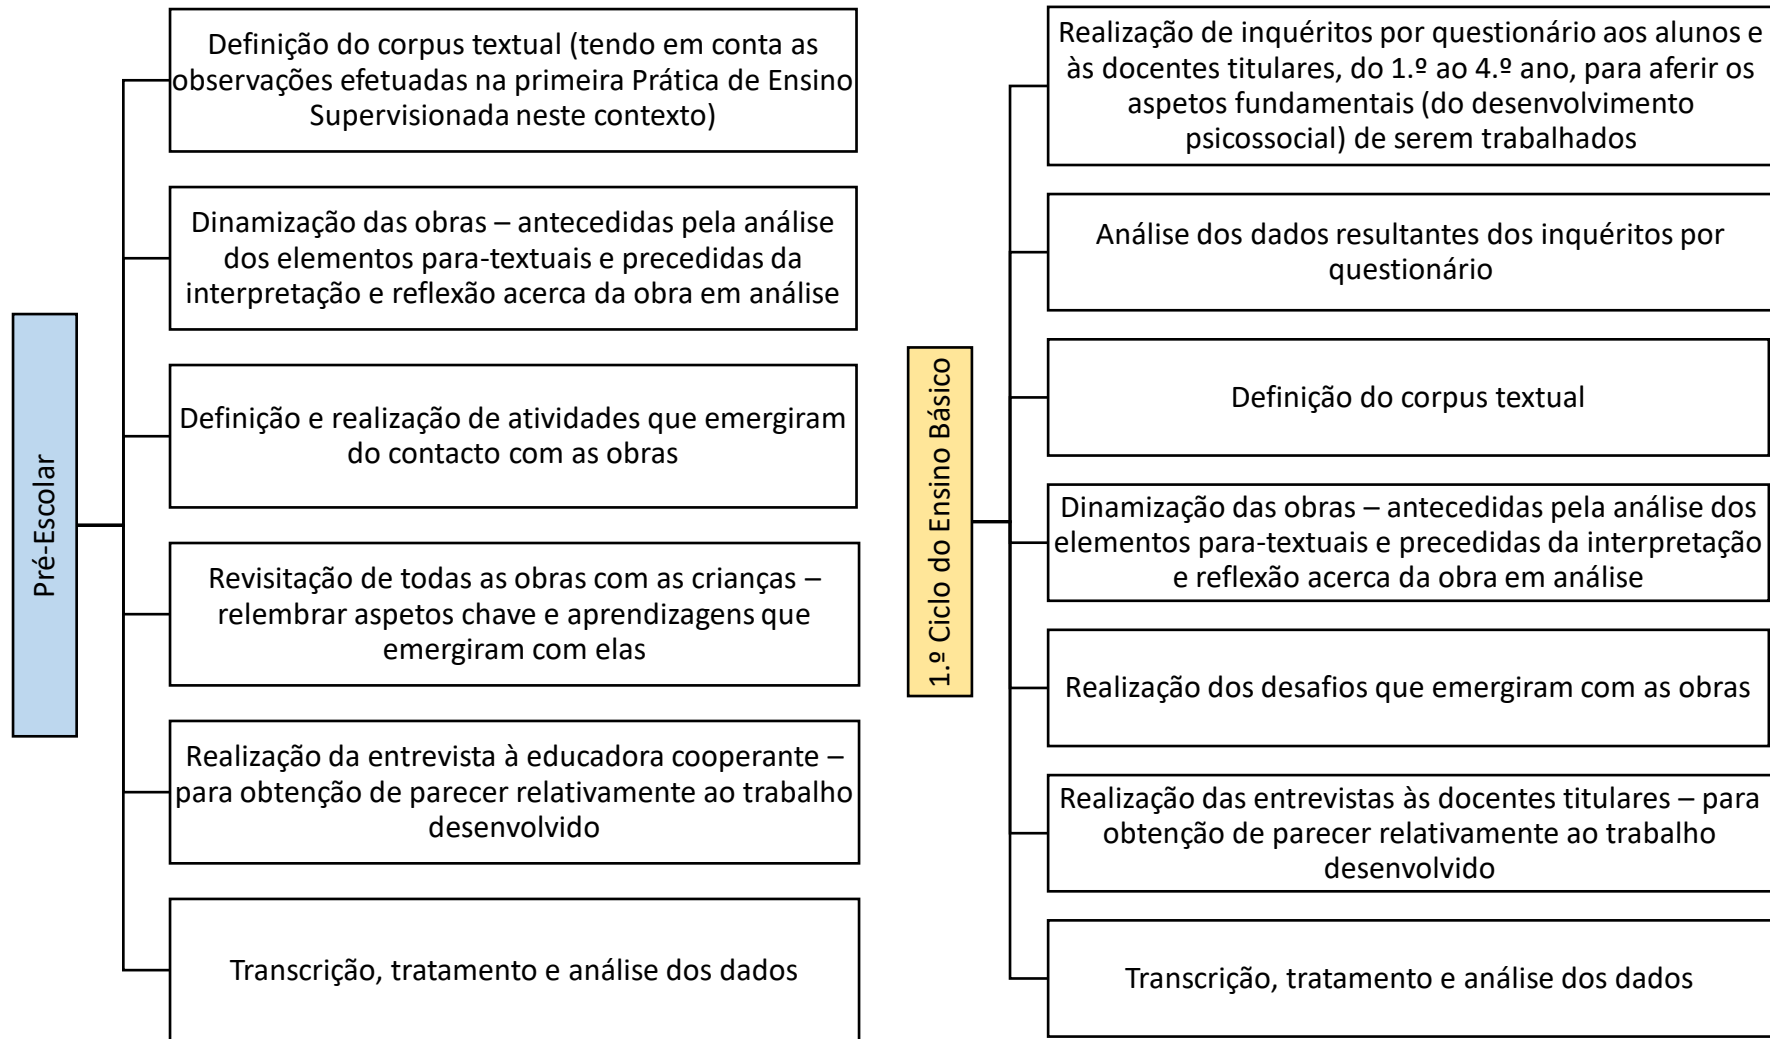 Pré-Escolar
Definição do corpus textual (tendo em conta as
observações efetuadas na primeira Prática de Ensino
Supervisionada neste contexto)
Dinamização das obras – antecedidas pela análise
dos elementos para-textuais e precedidas da
interpretação e reflexão acerca da obra em análise
Definição e realização de atividades que emergiram
do contacto com as obras
Revisitação de todas as obras com as crianças –
relembrar aspetos chave e aprendizagens que
emergiram com elas
Realização da entrevista à educadora cooperante –
para obtenção de parecer relativamente ao trabalho
desenvolvido
Transcrição, tratamento e análise dos dados
1.º Ciclo do Ensino Básico
Realização de inquéritos por questionário aos alunos e
às docentes titulares, do 1.º ao 4.º ano, para aferir os
aspetos fundamentais (do desenvolvimento
psicossocial) de serem trabalhados
Análise dos dados resultantes dos inquéritos por
questionário
Definição do corpus textual
Dinamização das obras – antecedidas pela análise dos
elementos para-textuais e precedidas da interpretação
e reflexão acerca da obra em análise
Realização dos desafios que emergiram com as obras
Realização das entrevistas às docentes titulares – para
obtenção de parecer relativamente ao trabalho
desenvolvido
Transcrição, tratamento e análise dos dados